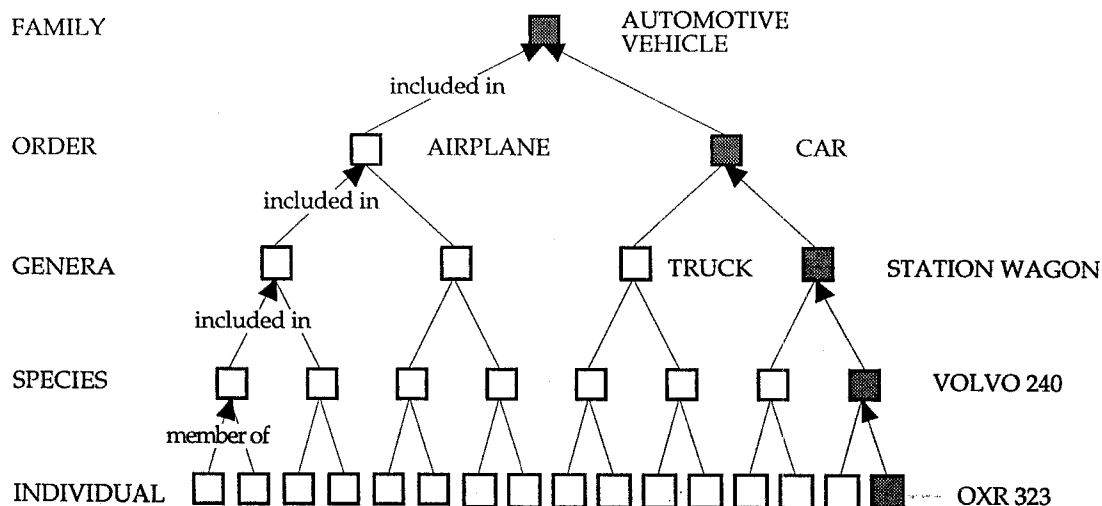 FAMILY
AUTOMOTIVE
VEHICLE
included in
ORDER
AIRPLANE
CAR
included in
GENERA
TRUCK
STATION WAGON
included in
SPECIES
VOLVO 240
member of
INDIVIDUAL
OXR 323